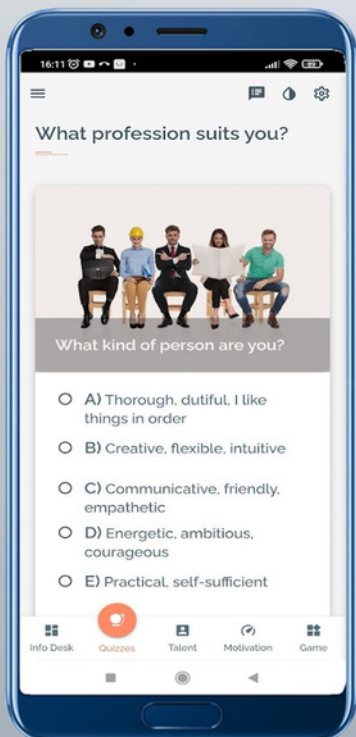 16:11
What profession suits you?
What kind of person are you?
A) Thorough, dutiful, I like
things in order
B) Creative, flexible, intuitive
C) Communicative, friendly,
empathetic
D) Energetic, ambitious,
courageous
E) Practical, self-sufficient
Info Desk Quizzes Talent Motivation Game